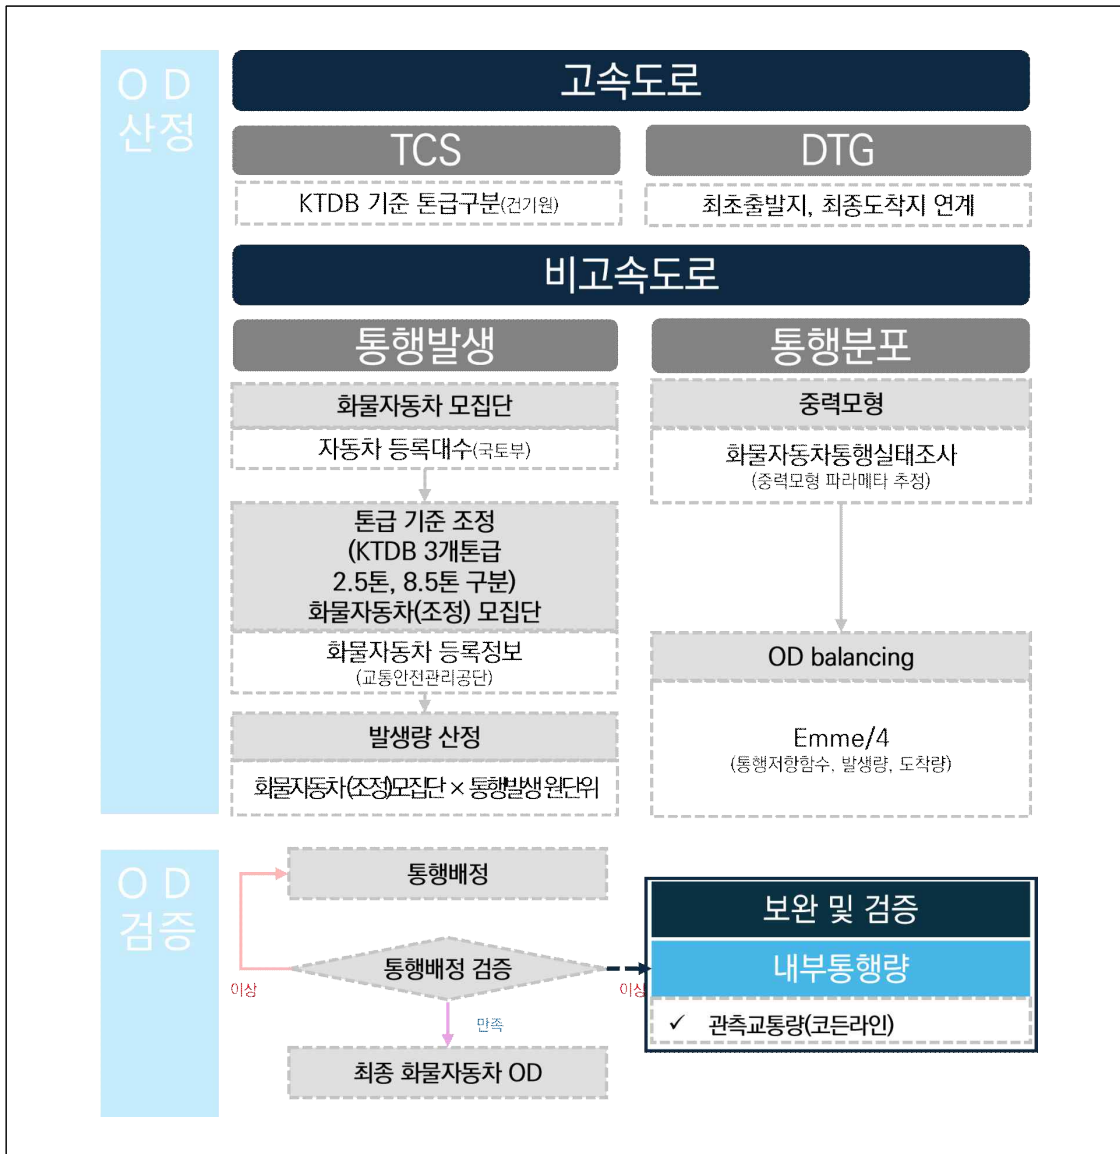 O D
산정
고속도로
TCS
KTDB 기준 톤급구분(건기원)
DTG
최초출발지, 최종도착지 연계
비고속도로
통행발생
화물자동차 모집단
자동차 등록대수(국토부)
톤급 기준 조정
(KTDB 3개톤급
2.5톤, 8.5톤 구분)
화물자동차(조정) 모집단
화물자동차 등록정보
(교통안전관리공단)
발생량 산정
화물자동차(조정)모집단 × 통행발생 원단위
통행분포
중력모형
화물자동차통행실태조사
(중력모형 파라메타 추정)
OD balancing
Emme/4
(통행저항함수, 발생량, 도착량)
O D
검증
통행배정
통행배정 검증
이상
이상
만족
최종 화물자동차 OD
보완 및 검증
내부통행량
✓ 관측교통량(코든라인)